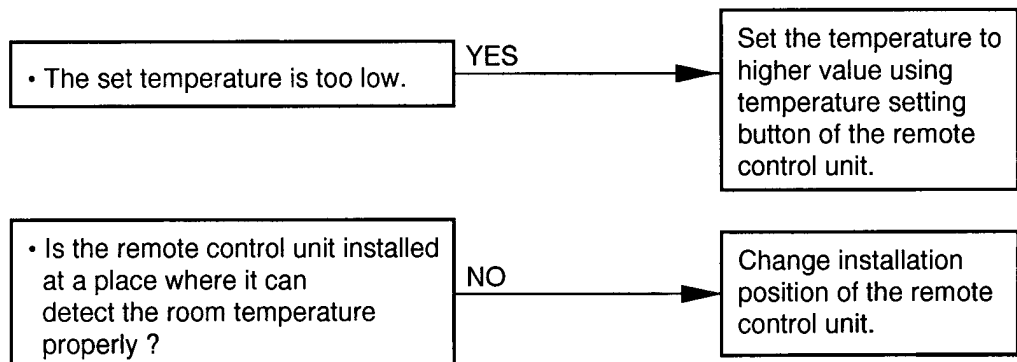 • The set temperature is too low.
YES
Set the temperature to
higher value using
temperature setting
button of the remote
control unit.
• Is the remote control unit installed
at a place where it can
detect the room temperature
properly ?
NO
Change installation
position of the remote
control unit.